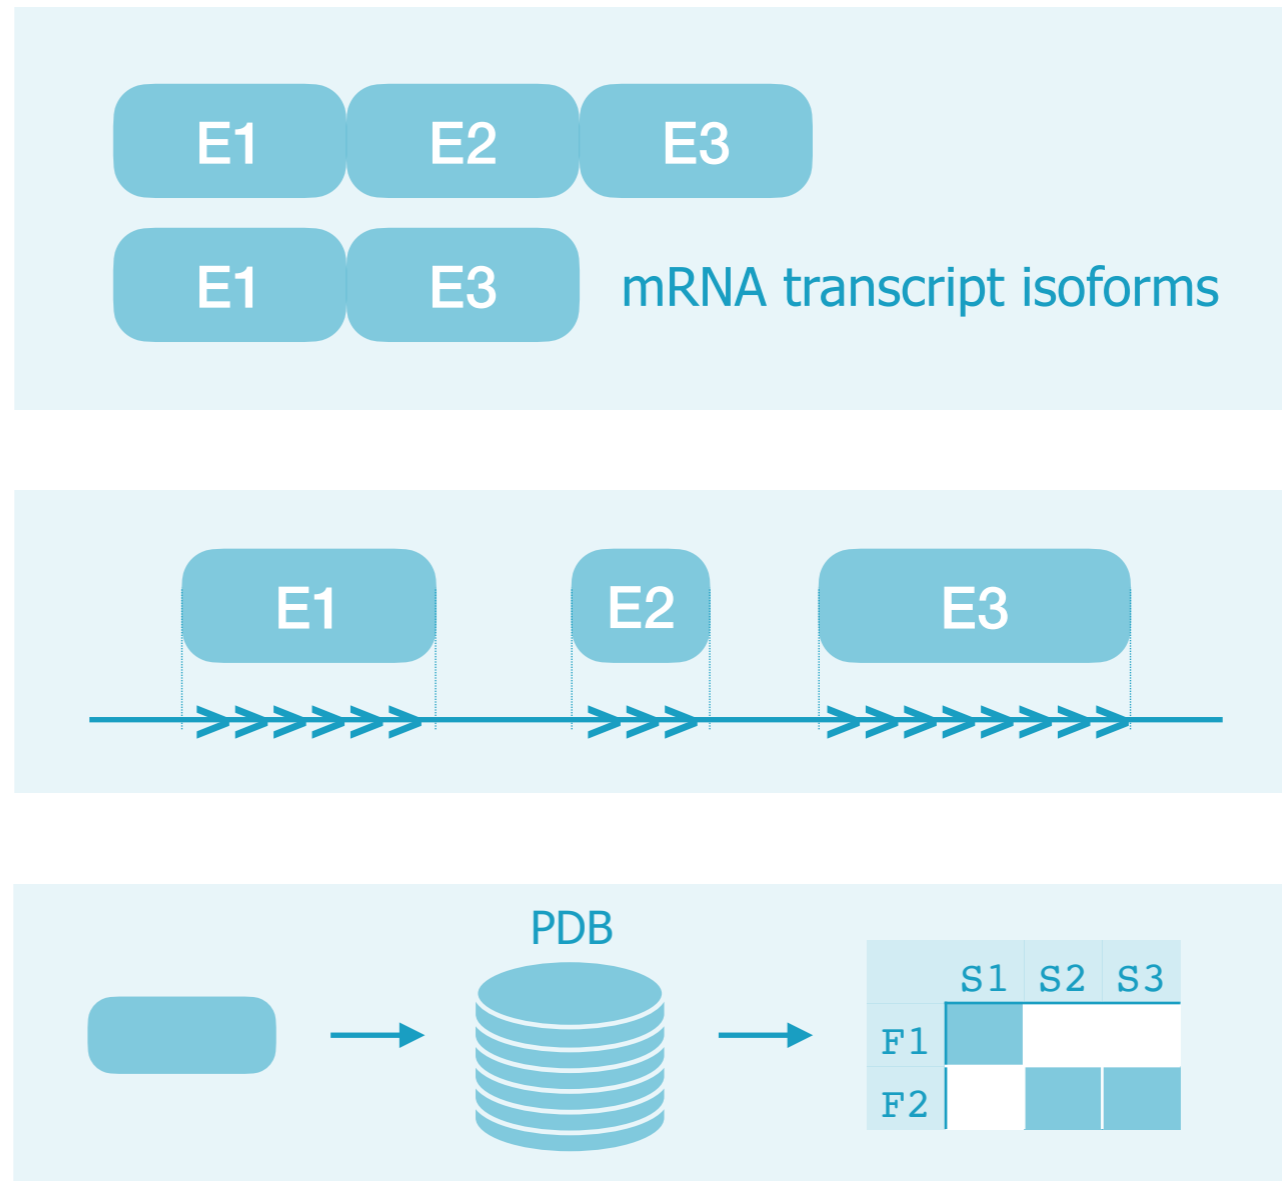 E1 E2 E3
E1 E3 mRNA transcript isoforms
E1 E2 E3
>>>>>> >>> >>>>>>>>
PDB
S1 S2 S3
F1
F2